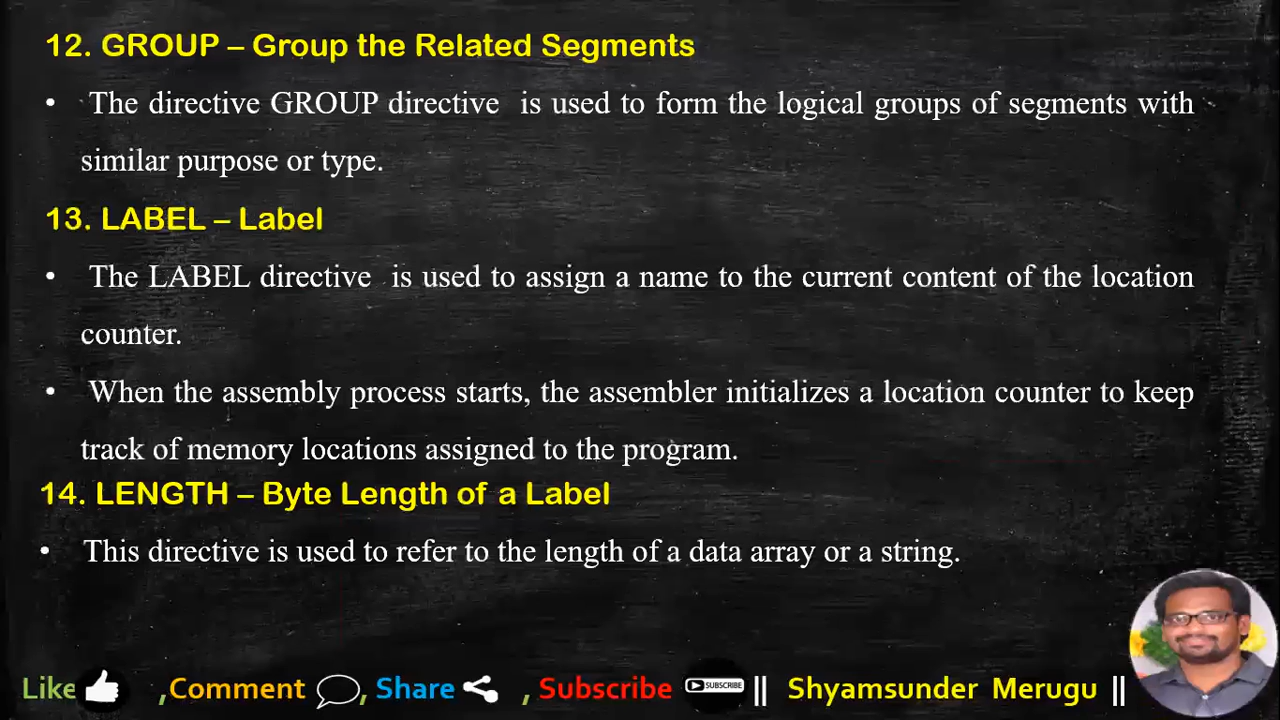 12. GROUP – Group the Related Segments
• The directive GROUP directive is used to form the logical groups of segments with
similar purpose or type.
13. LABEL – Label
• The LABEL directive is used to assign a name to the current content of the location
counter.
• When the assembly process starts, the assembler initializes a location counter to keep
track of memory locations assigned to the program.
14. LENGTH – Byte Length of a Label
• This directive is used to refer to the length of a data array or a string.
Like ,Comment , Share , Subscribe SUBSCRIBE || Shyamsunder Merugu ||